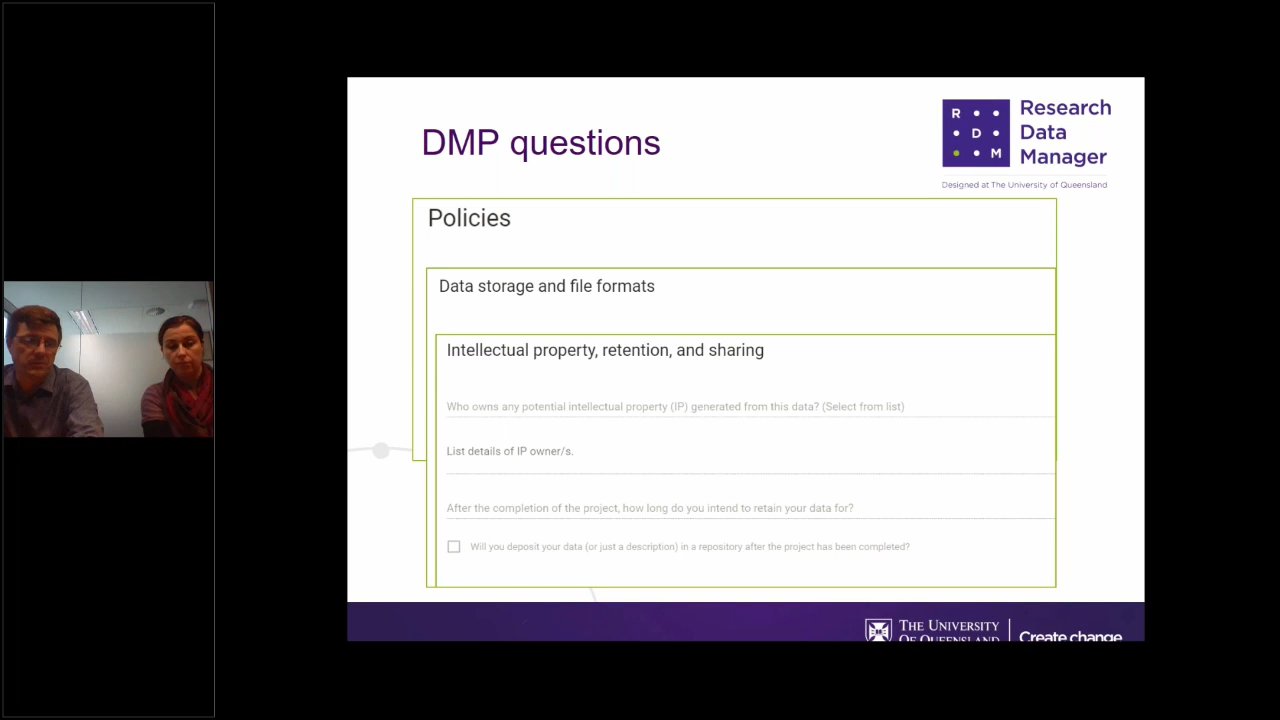 DMP questions
R
D
M
Research
Data
Manager
Designed at The University of Queensland
Policies
Data storage and file formats
Intellectual property, retention, and sharing
Who owns any potential intellectual property (IP) generated from this data? (Select from list)
List details of IP owner/s.
After the completion of the project, how long do you intend to retain your data for?
Will you deposit your data (or just a description) in a repository after the project has been completed?
THE UNIVERSITY
OF QUEENSLAND
Create change